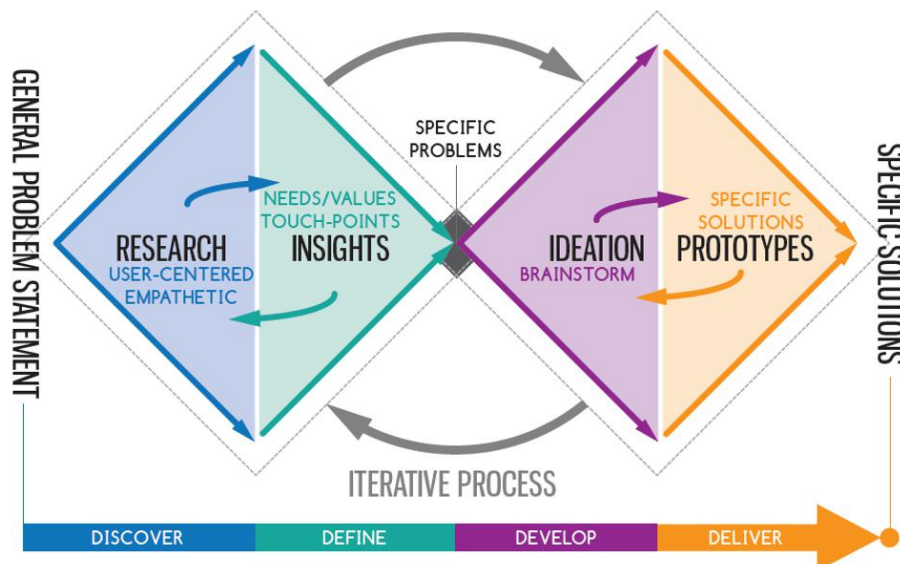 GENERAL PROBLEM STATEMENT
SPECIFIC
PROBLEMS
NEEDS/VALUES
TOUCH-POINTS
RESEARCH
INSIGHTS
USER-CENTERED
EMPATHETIC
SPECIFIC
SOLUTIONS
IDEATION
PROTOTYPES
BRAINSTORM
SPECIFIC SOLUTIONS
ITERATIVE PROCESS
DISCOVER
DEFINE
DEVELOP
DELIVER